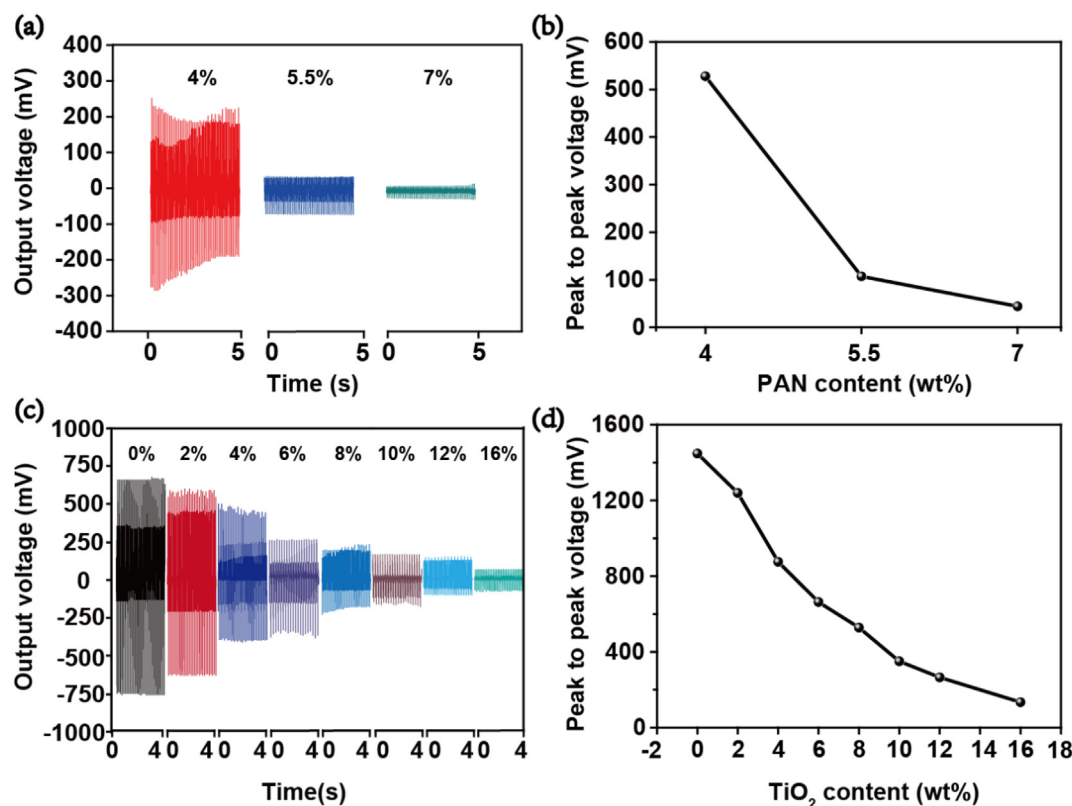 (a)
Output voltage (mV)
400
300
200
100
0
-100
-200
-300
-400
4% 5.5% 7%
0 5 0 5 0 5
Time (s)
(b)
Peak to peak voltage (mV)
600
500
400
300
200
100
0
4 5.5 7
PAN content (wt%)
(c)
Output voltage (mV)
1000
750
500
250
0
-250
-500
-750
-1000
0% 2% 4% 6% 8% 10% 12% 16%
0 4 0 4 0 4 0 4 0 4 0 4 0 4 0 4
Time(s)
(d)
Peak to peak voltage (mV)
1600
1200
800
400
0
-2 0 2 4 6 8 10 12 14 16 18
TiO₂ content (wt%)